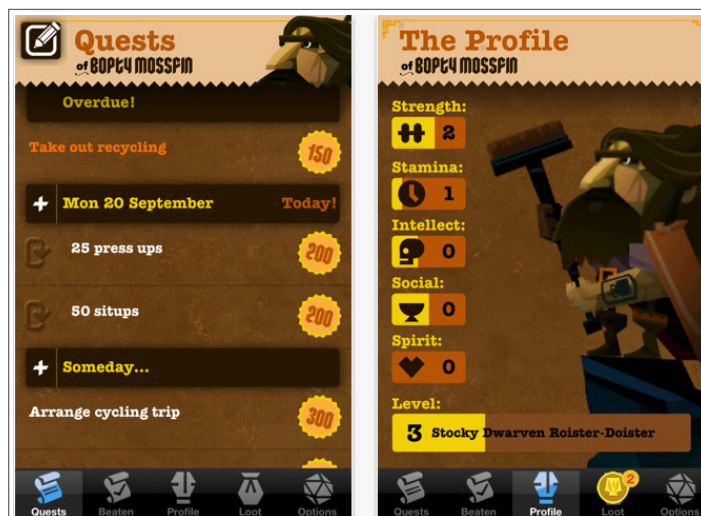 Quests
of BOPTY MOSSFIN
Overdue!
Take out recycling
150
Mon 20 September
Today!
25 press ups
200
50 situps
200
Someday...
Arrange cycling trip
300
Quests
Beaten
Profile
Loot
Options
The Profile
of BOPTY MOSSFIN
Strength:
2
Stamina:
1
Intellect:
0
Social:
0
Spirit:
0
Level:
3 Stocky Dwarven Roister-Doister
Quests
Beaten
Profile
2
Loot
Options